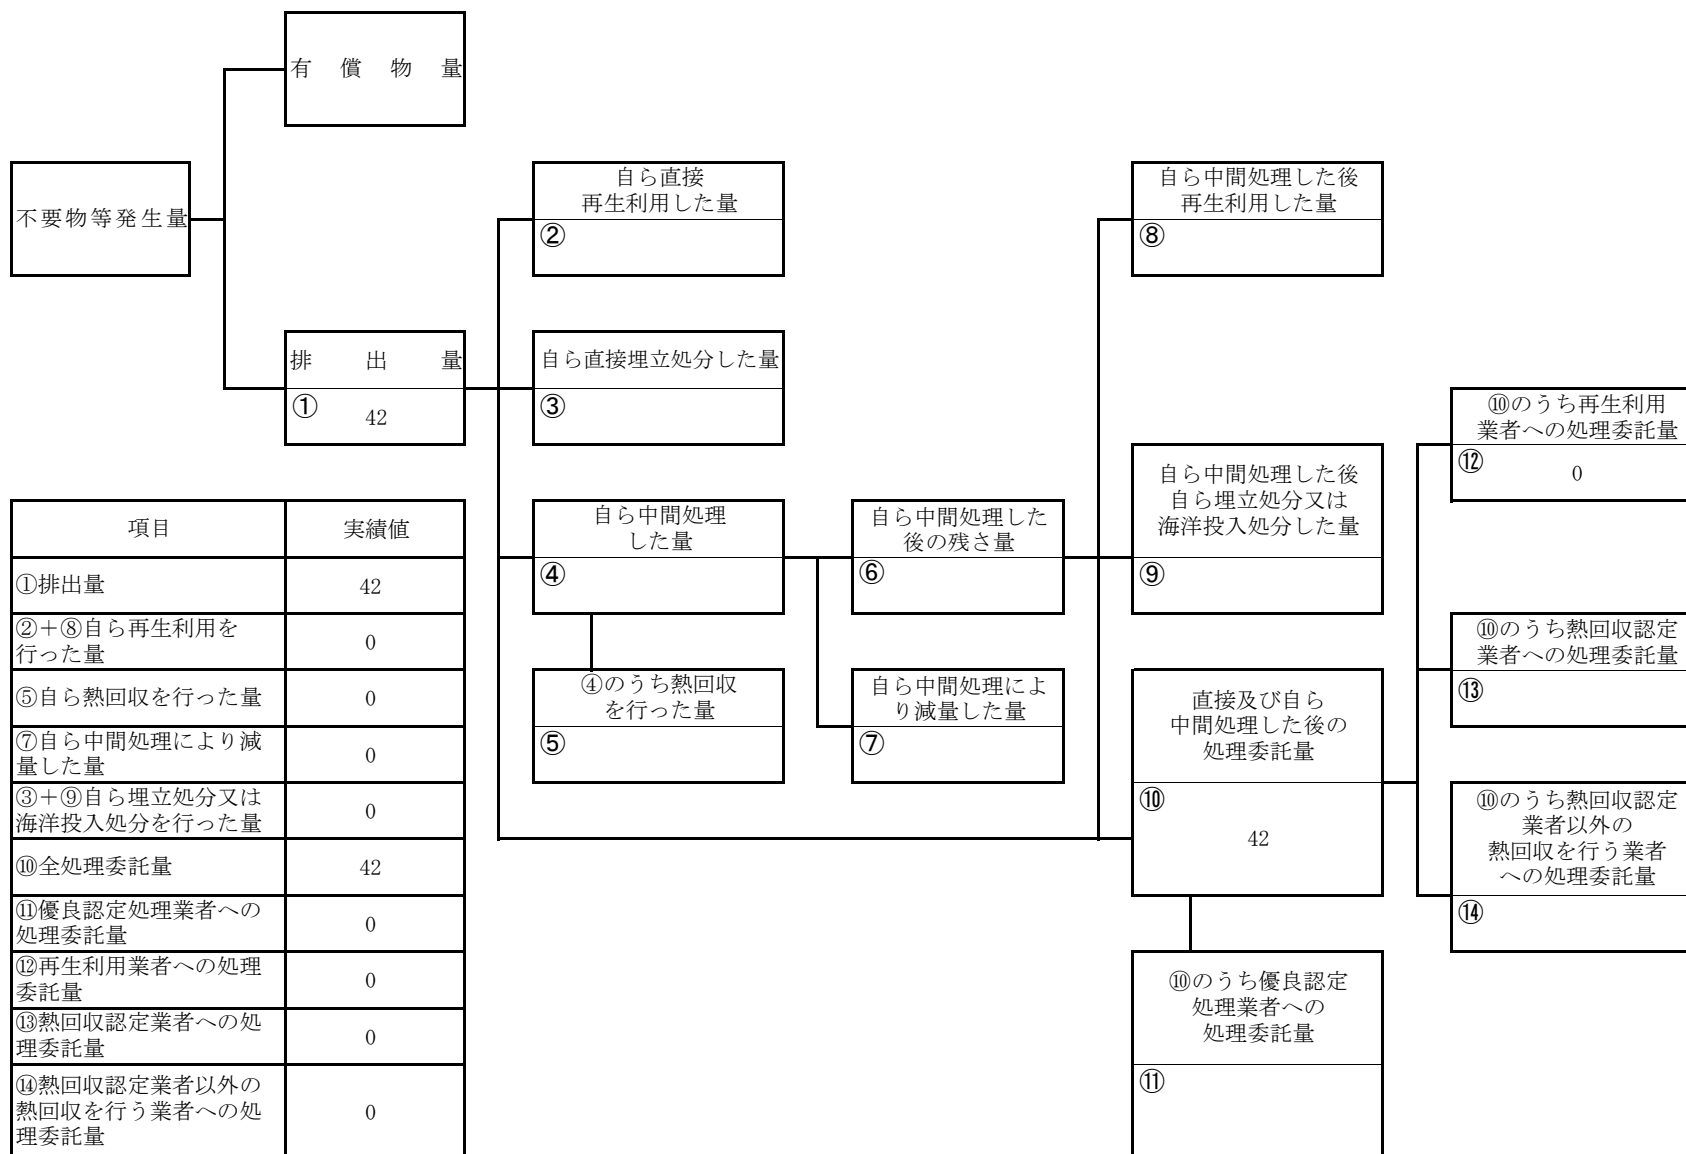 有償物量
不要物等発生量
排出量
① 42
自ら直接
再生利用した量
②
自ら直接埋立処分した量
③
自ら中間処理
した量
④
④のうち熱回収
を行った量
⑤
自ら中間処理した
後の残さ量
⑥
自ら中間処理によ
り減量した量
⑦
自ら中間処理した後
再生利用した量
⑧
自ら中間処理した後
自ら埋立処分又は
海洋投入処分した量
⑨
直接及び自ら
中間処理した後の
処理委託量
⑩
42
⑩のうち優良認定
処理業者への
処理委託量
⑪
⑩のうち再生利用
業者への処理委託量
⑫ 0
⑩のうち熱回収認定
業者への処理委託量
⑬
⑩のうち熱回収認定
業者以外の
熱回収を行う業者
への処理委託量
⑭
項目 実績値
①排出量 42
②+⑧自ら再生利用を
行った量 0
⑤自ら熱回収を行った量 0
⑦自ら中間処理により減
量した量 0
③+⑨自ら埋立処分又は
海洋投入処分を行った量 0
⑩全処理委託量 42
⑪優良認定処理業者への
処理委託量 0
⑫再生利用業者への処理
委託量 0
⑬熱回収認定業者への処
理委託量 0
⑭熱回収認定業者以外の
熱回収を行う業者への処
理委託量 0